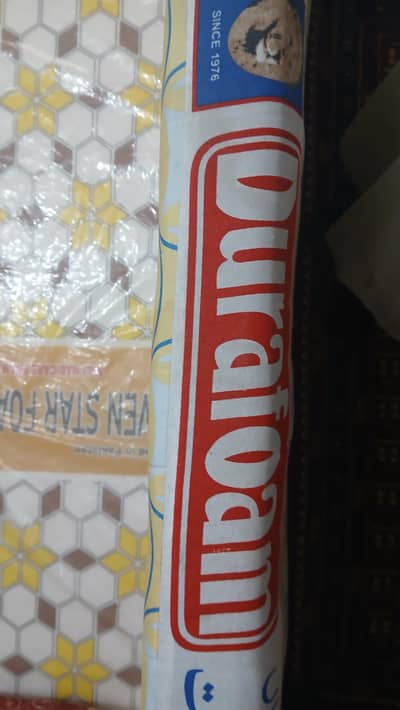 SINCE 1976
Durafoam
VEN STAR FOA